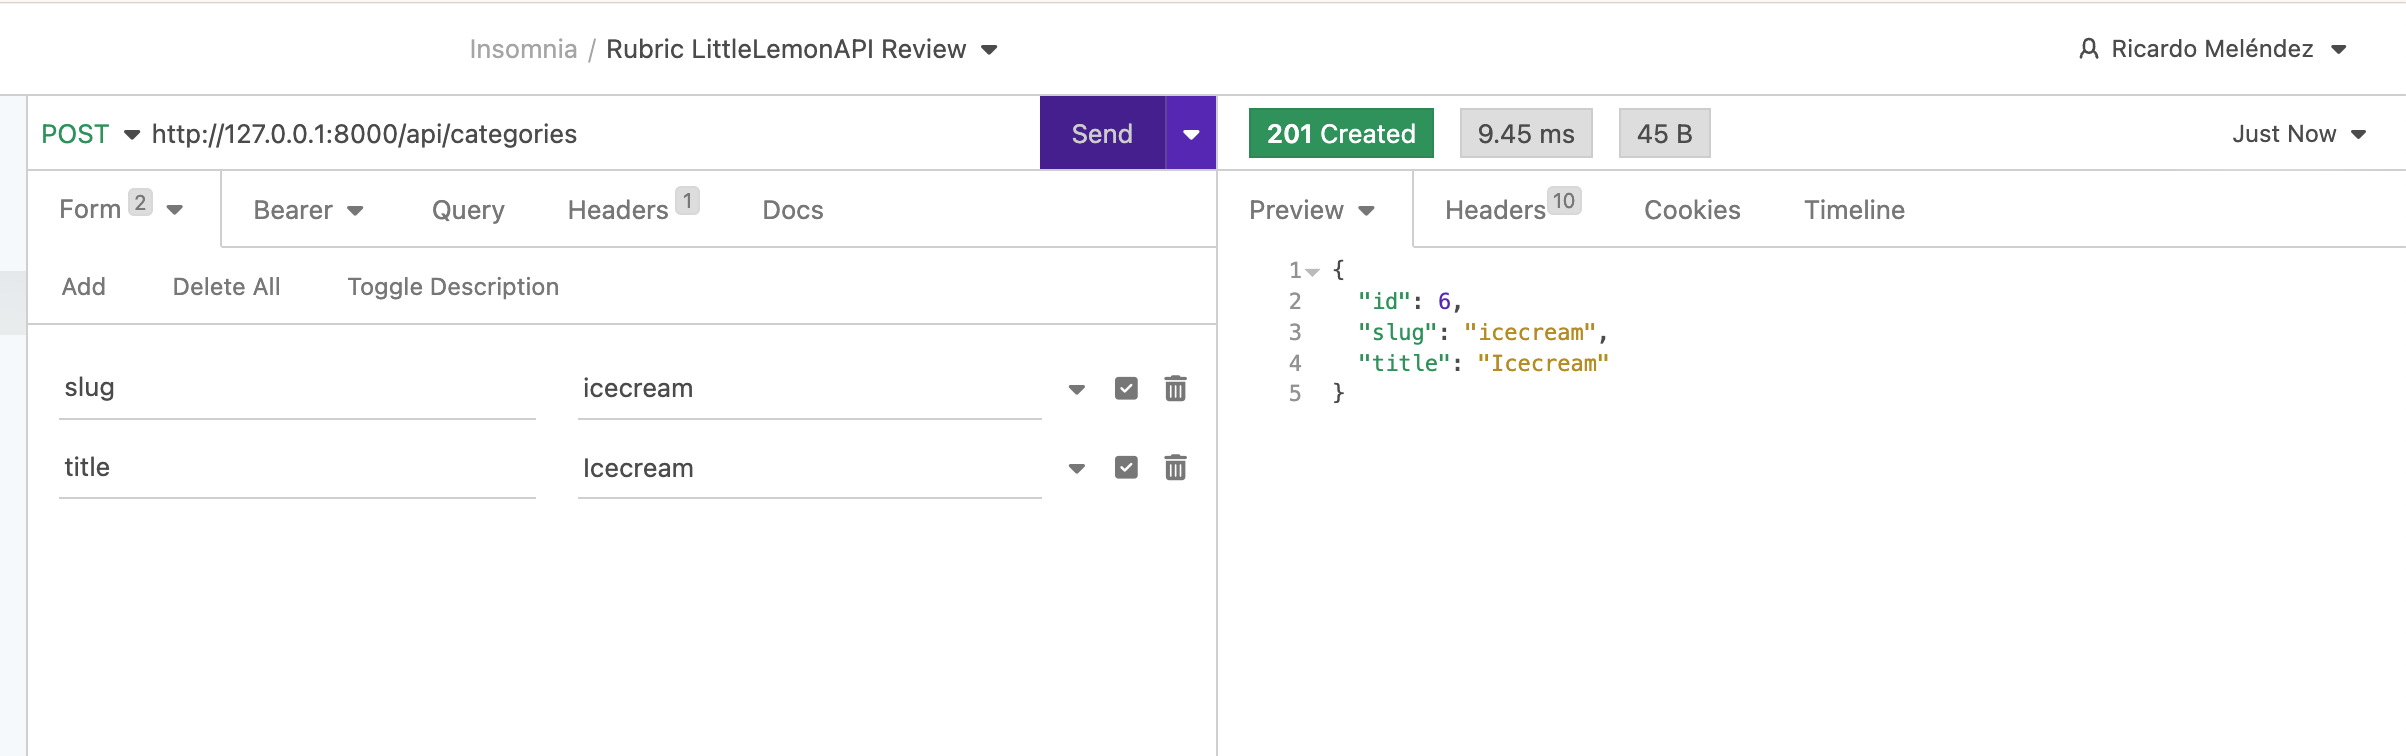 Insomnia / Rubric LittleLemonAPI Review
Ricardo Meléndez
POST http://127.0.0.1:8000/api/categories
Send
201 Created
9.45 ms
45 B
Just Now
Form 2
Bearer
Query
Headers 1
Docs
Preview
Headers 10
Cookies
Timeline
Add
Delete All
Toggle Description
slug
icecream
title
Icecream
1 {
2 "id": 6,
3 "slug": "icecream",
4 "title": "Icecream"
5 }